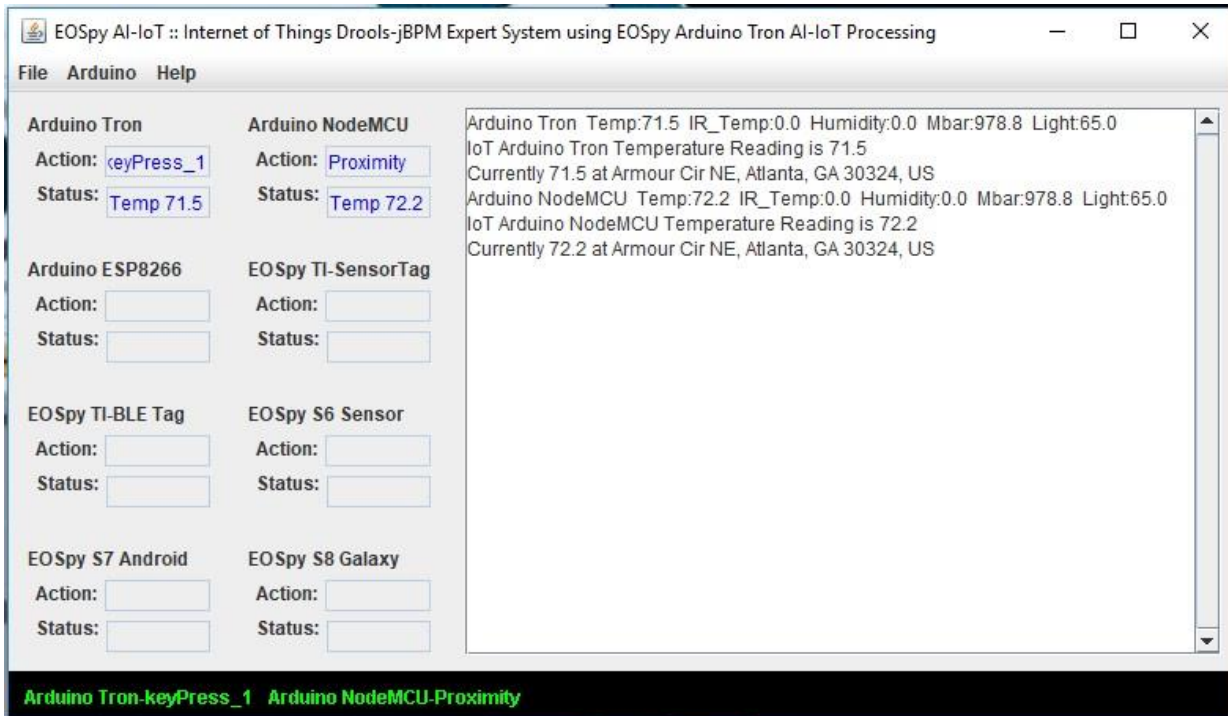 EOSpy AI-IoT :: Internet of Things Drools-jBPM Expert System using EOSpy Arduino Tron AI-IoT Processing
File Arduino Help
Arduino Tron
Action: keyPress_1
Status: Temp 71.5
Arduino NodeMCU
Action: Proximity
Status: Temp 72.2
Arduino ESP8266
Action:
Status:
EOSpy TI-SensorTag
Action:
Status:
EOSpy TI-BLE Tag
Action:
Status:
EOSpy S6 Sensor
Action:
Status:
EOSpy S7 Android
Action:
Status:
EOSpy S8 Galaxy
Action:
Status:
Arduino Tron Temp:71.5 IR_Temp:0.0 Humidity:0.0 Mbar:978.8 Light:65.0
IoT Arduino Tron Temperature Reading is 71.5
Currently 71.5 at Armour Cir NE, Atlanta, GA 30324, US
Arduino NodeMCU Temp:72.2 IR_Temp:0.0 Humidity:0.0 Mbar:978.8 Light:65.0
IoT Arduino NodeMCU Temperature Reading is 72.2
Currently 72.2 at Armour Cir NE, Atlanta, GA 30324, US
Arduino Tron-keyPress_1 Arduino NodeMCU-Proximity